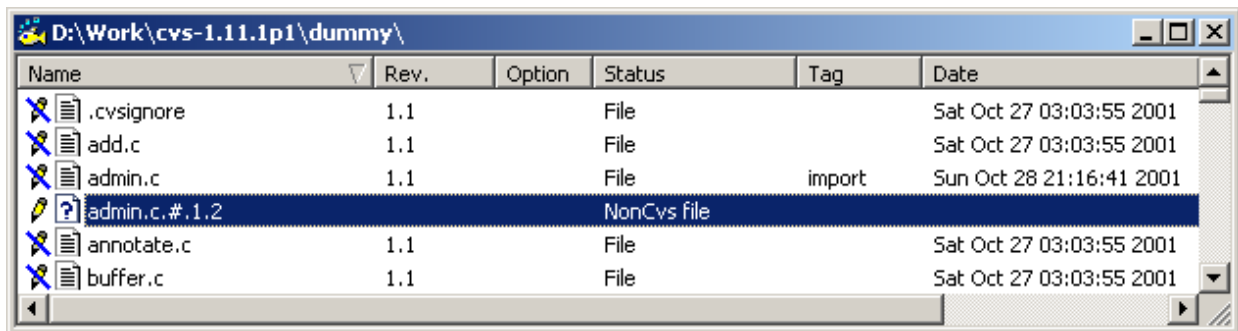 D:\Work\cvs-1.11.1p1\dummy\
Name Rev. Option Status Tag Date
.cvsignore 1.1 File Sat Oct 27 03:03:55 2001
add.c 1.1 File Sat Oct 27 03:03:55 2001
admin.c 1.1 File import Sun Oct 28 21:16:41 2001
admin.c.#.1.2 NonCvs file
annotate.c 1.1 File Sat Oct 27 03:03:55 2001
buffer.c 1.1 File Sat Oct 27 03:03:55 2001